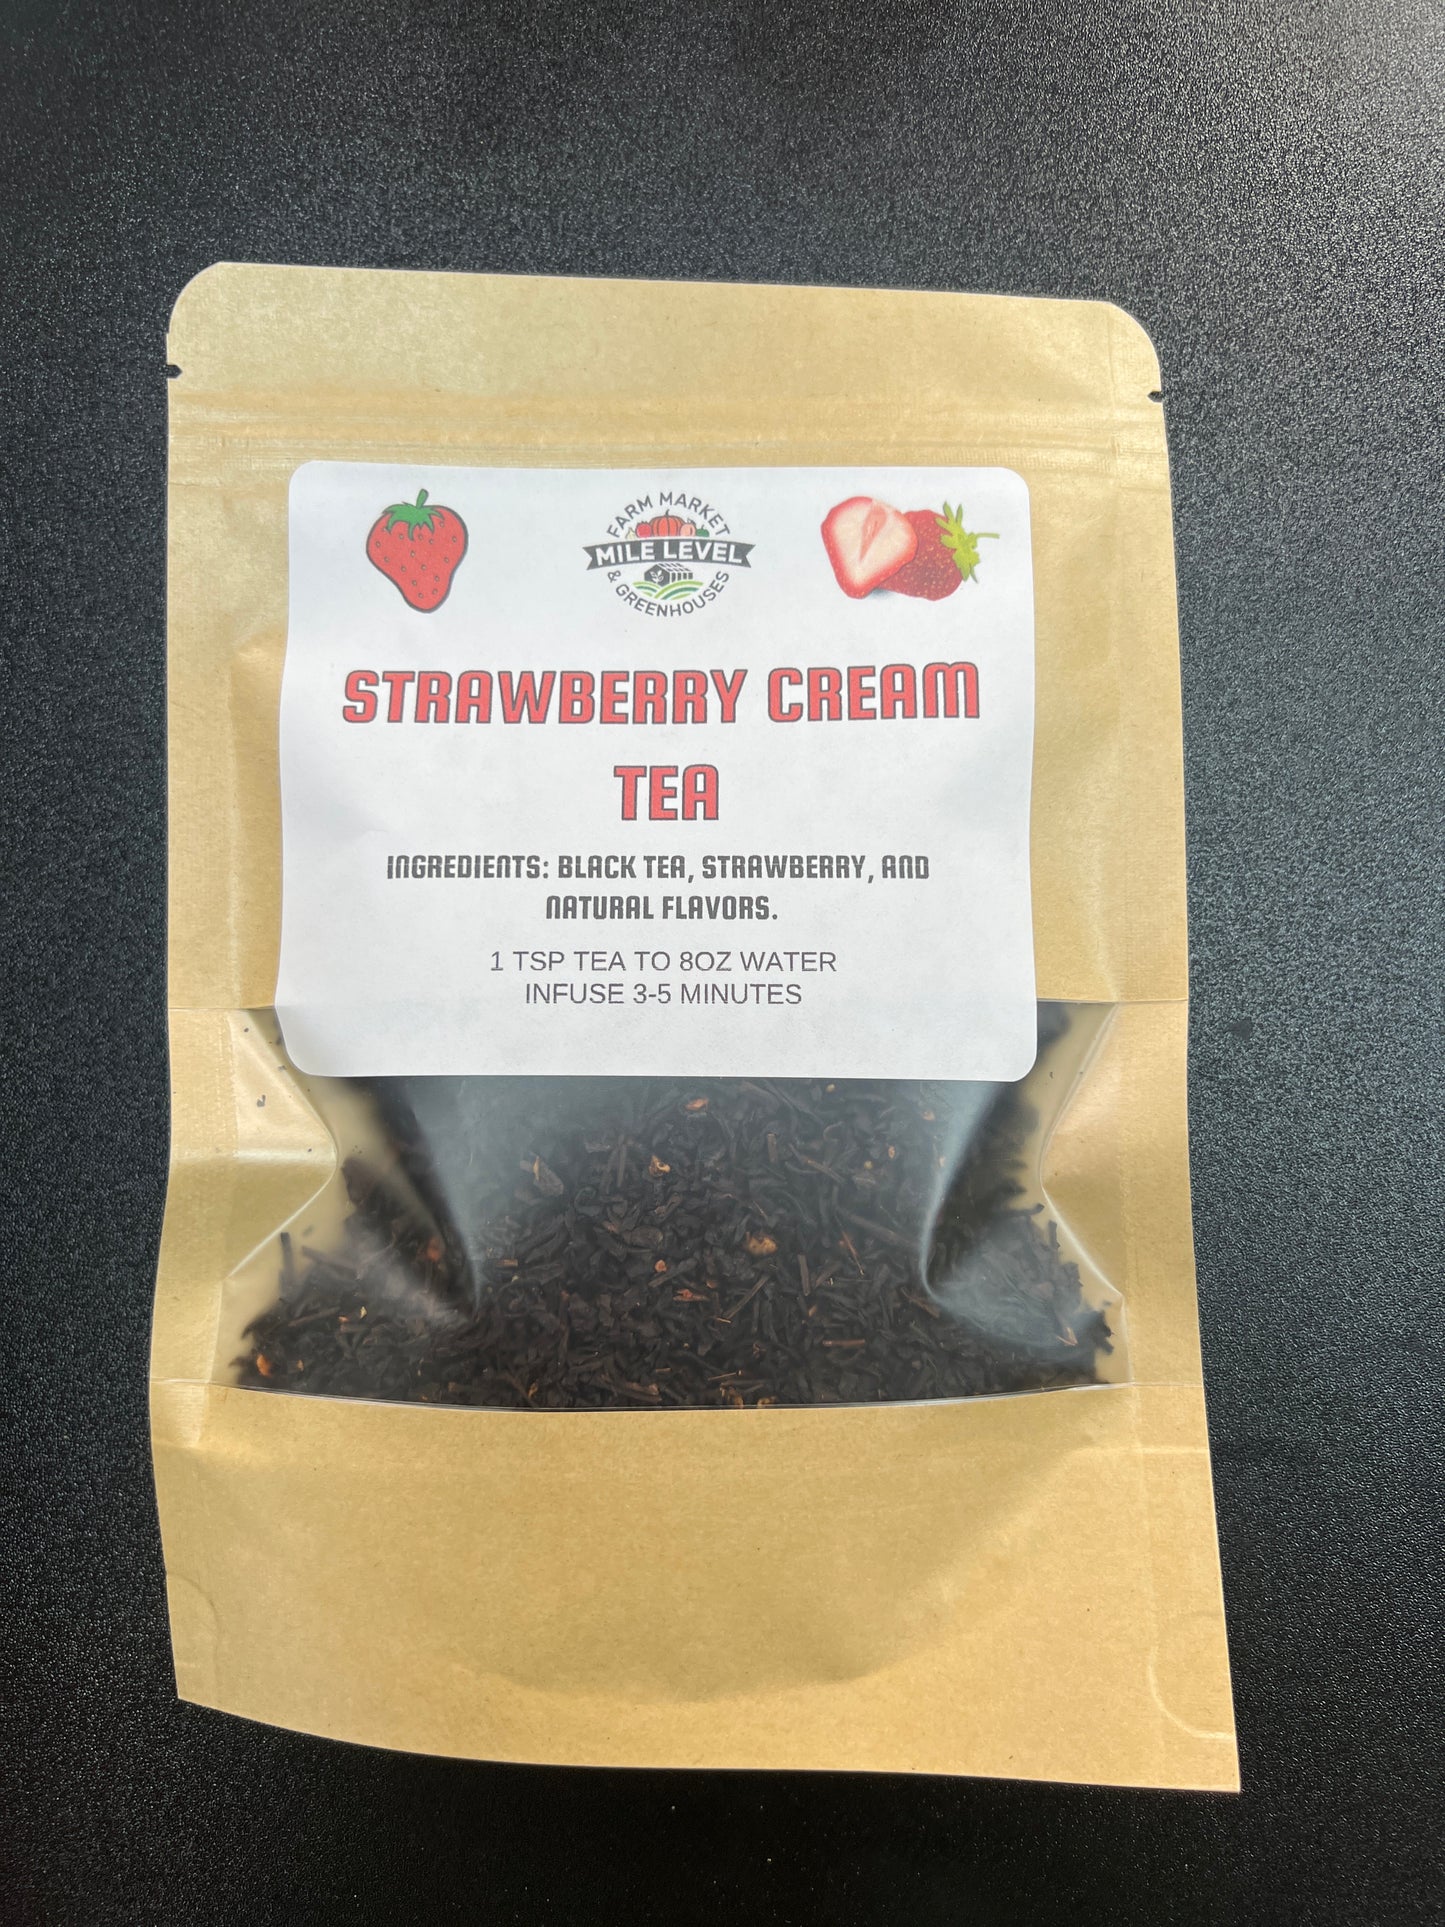 FARM MARKET
MILE LEVEL
& GREENHOUSES
STRAWBERRY CREAM
TEA
INGREDIENTS: BLACK TEA, STRAWBERRY, AND
NATURAL FLAVORS.
1 TSP TEA TO 8OZ WATER
INFUSE 3-5 MINUTES